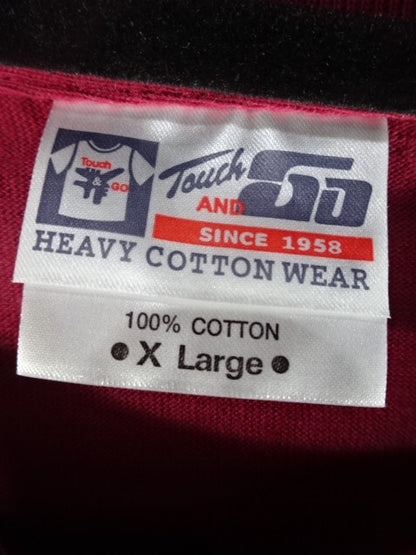 Touch
&
GO
Touch
AND GO
SINCE 1958
HEAVY COTTON WEAR
100% COTTON
• X Large •